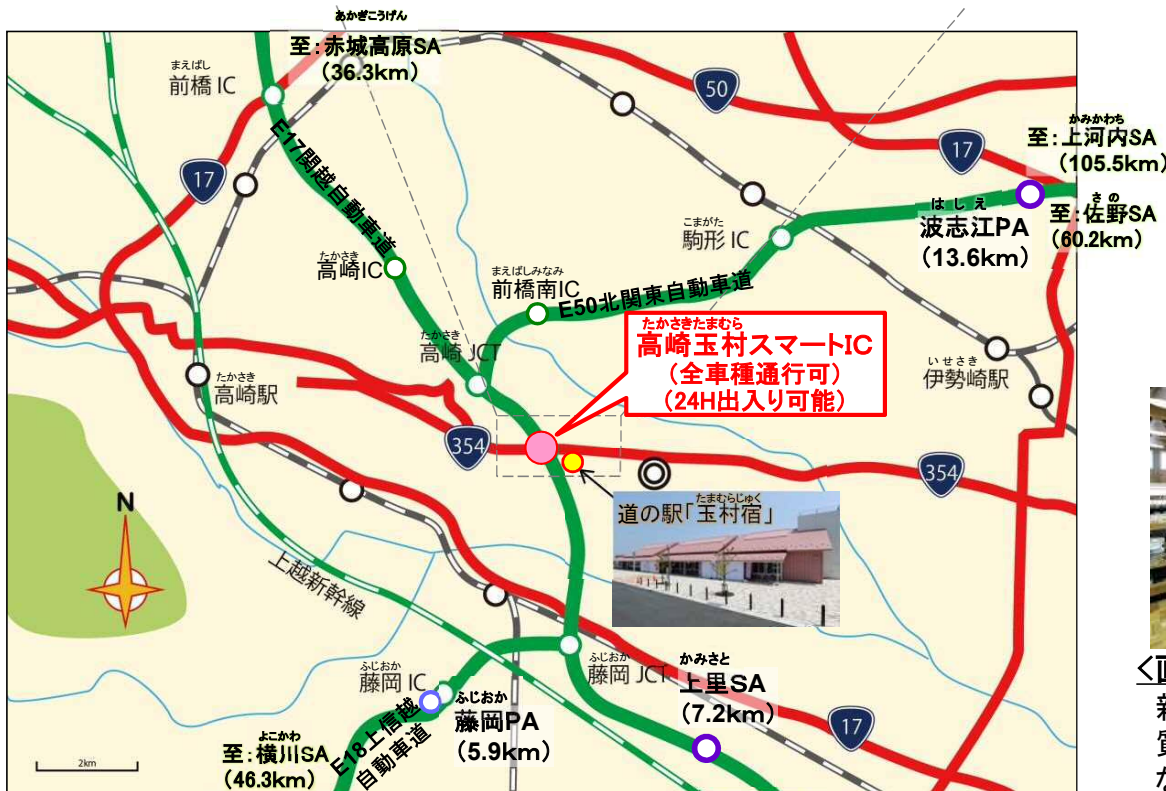 あかぎこうげん
至：赤城高原SA
（36.3km）
まえばし
前橋 IC
17
E17関越自動車道
50
17
かみかわち
至：上河内SA
（105.5km）
さの
至：佐野SA
（60.2km）
はしえ
波志江PA
（13.6km）
こまがた
駒形 IC
たかさき
高崎IC
まえばしみなみ
前橋南IC
E50北関東自動車道
たかさき
高崎 JCT
たかさきたまむら
高崎玉村スマートIC
（全車種通行可）
（24H出入り可能）
いせさき
伊勢崎駅
たかさき
高崎駅
354
354
たまむらじゅく
道の駅「玉村宿」
N
上越新幹線
ふじおか
藤岡 IC
ふじおか
藤岡 JCT
かみさと
上里SA
（7.2km）
ふじおか
藤岡PA
（5.9km）
E18上信越
自動車道
よこかわ
至：横川SA
（46.3km）
17
2km